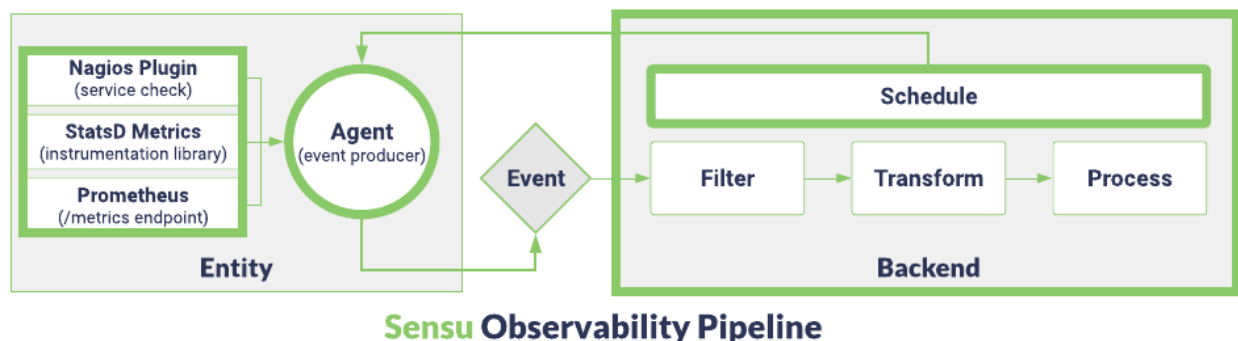 Nagios Plugin
(service check)
StatsD Metrics
(instrumentation library)
Prometheus
(/metrics endpoint)
Agent
(event producer)
Entity
Event
Schedule
Filter
Transform
Process
Backend
Sensu Observability Pipeline